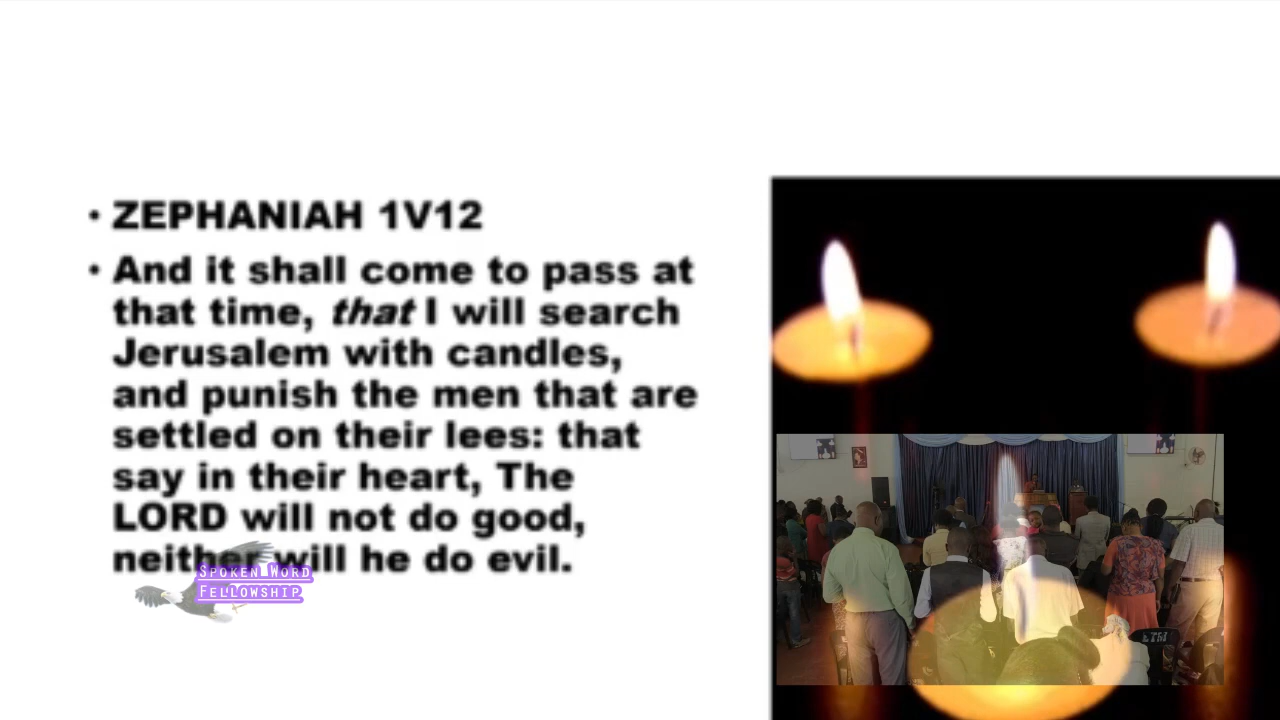 • ZEPHANIAH 1V12
• And it shall come to pass at
that time, that I will search
Jerusalem with candles,
and punish the men that are
settled on their lees: that
say in their heart, The
LORD will not do good,
neither will he do evil.
SPOKEN WORD
FELLOWSHIP
LTM